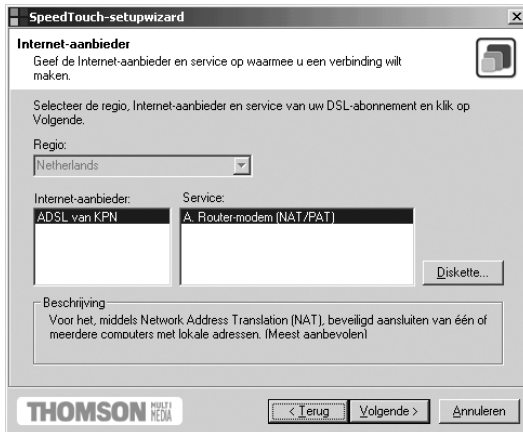 SpeedTouch-setupwizard
Internet-aanbieder
Geef de Internet-aanbieder en service op waarmee u een verbinding wilt
maken.
Selecteer de regio, Internet-aanbieder en service van uw DSL-abonnement en klik op
Volgende.
Regio:
Netherlands
Internet-aanbieder:
Service:
ADSL van KPN
A. Router-modem (NAT/PAT)
Diskette...
Beschrijving
Voor het, middels Network Address Translation (NAT), beveiligd aansluiten van één of
meerdere computers met lokale adressen. (Meest aanbevolen)
THOMSON MULTI MEDIA
< Terug
Volgende >
Annuleren